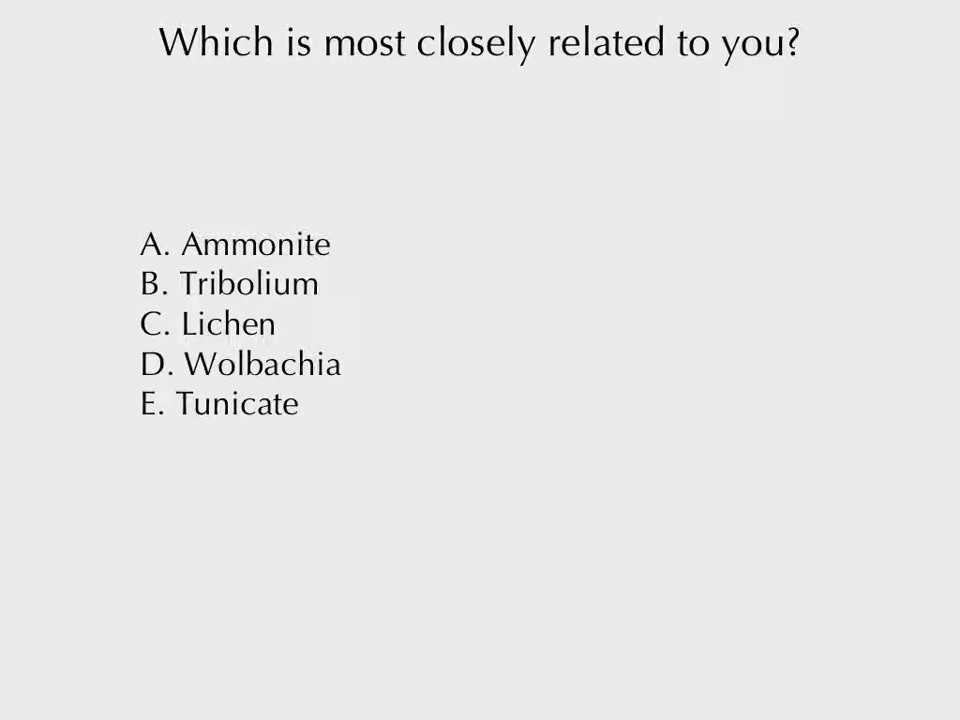 Which is most closely related to you?
A. Ammonite
B. Tribolium
C. Lichen
D. Wolbachia
E. Tunicate